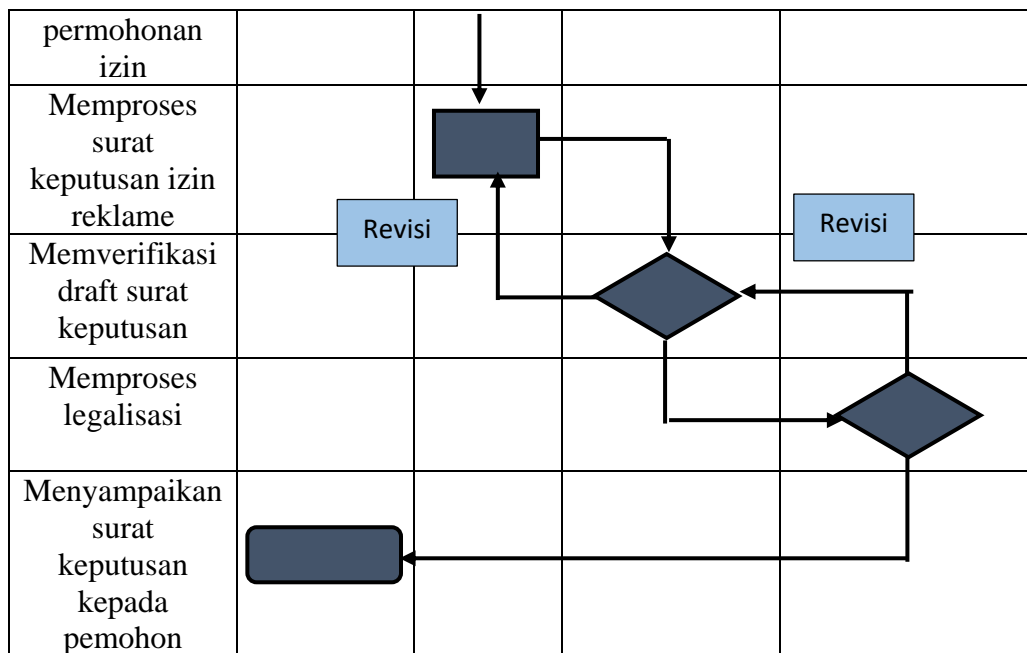 permohonan
izin
Memproses
surat
keputusan izin
reklame
Revisi
Revisi
Memverifikasi
draft surat
keputusan
Memproses
legalisasi
Menyampaikan
surat
keputusan
kepada
pemohon